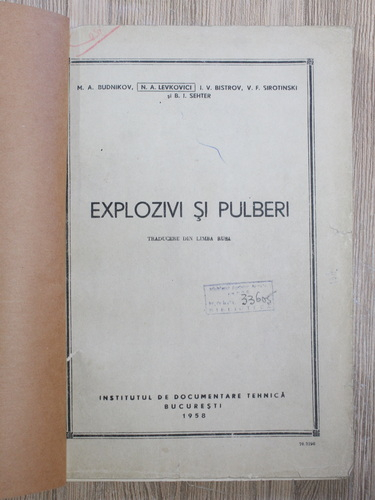 M. A. BUDNIKOV, N. A. LEVKOVICI I. V. BISTROV, V. F. SIROTINSKI
și B. I. SEHTER
EXPLOZIVI ȘI PULBERI
TRADUCERE DIN LIMBA RUSĂ
33605
INSTITUTUL DE DOCUMENTARE TEHNICĂ
BUCUREȘTI
1958